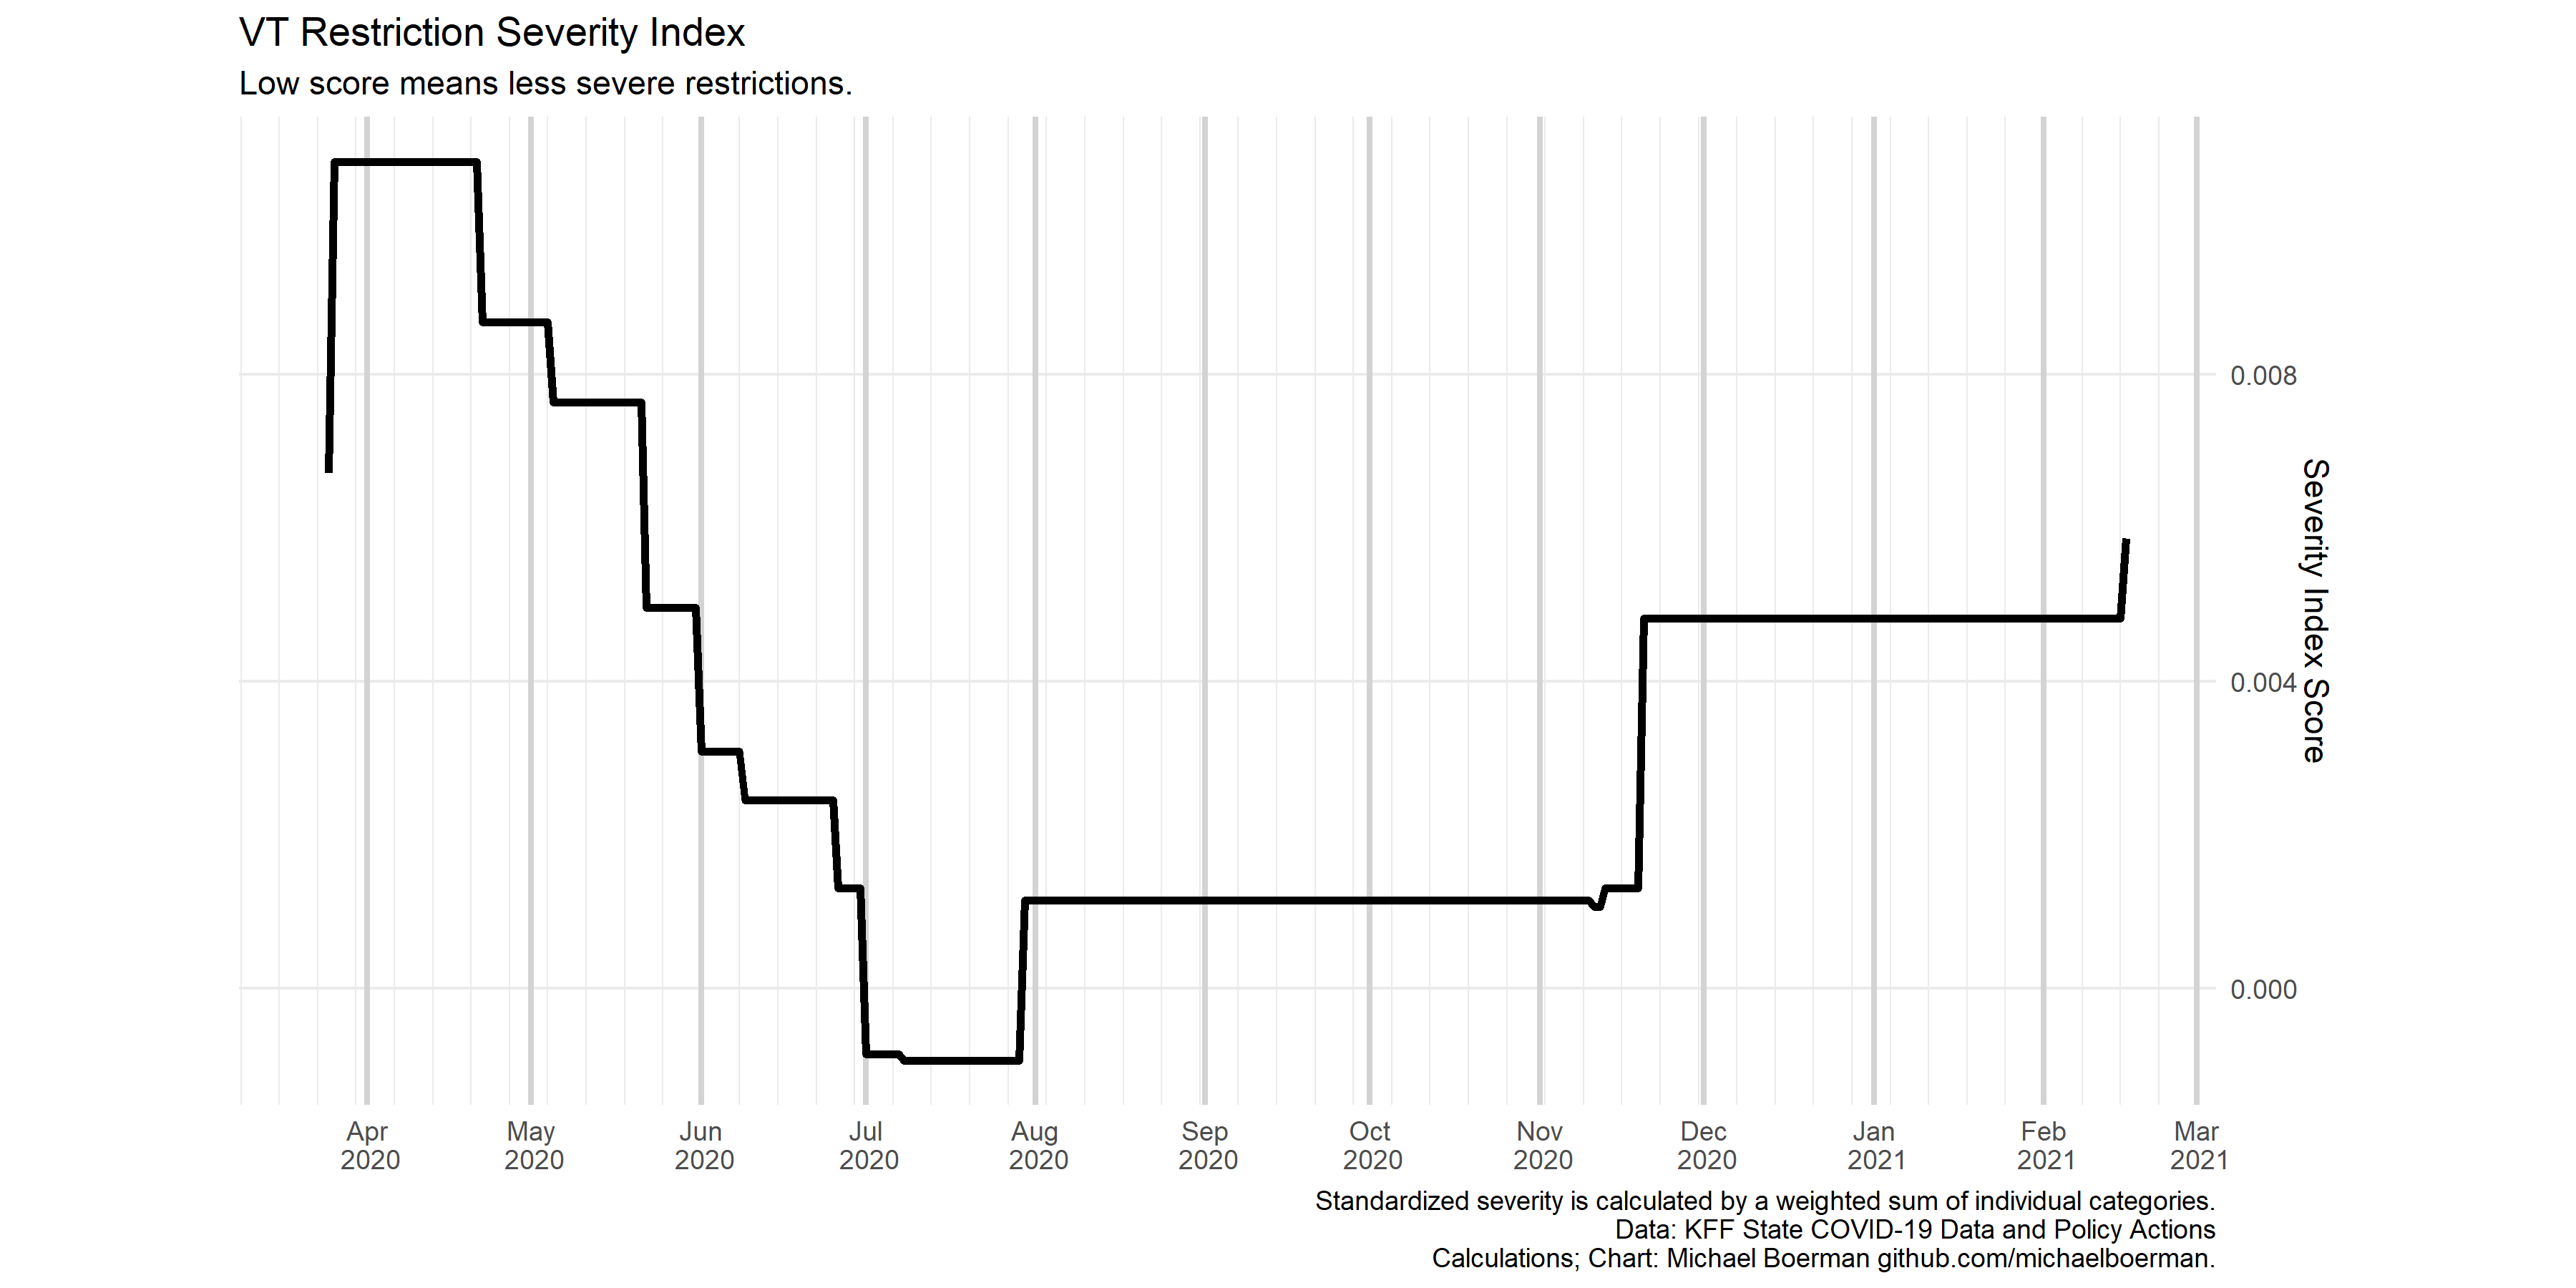 VT Restriction Severity Index
Low score means less severe restrictions.
0.008
0.004
0.000
Severity Index Score
Apr 2020
May 2020
Jun 2020
Jul 2020
Aug 2020
Sep 2020
Oct 2020
Nov 2020
Dec 2020
Jan 2021
Feb 2021
Mar 2021
Standardized severity is calculated by a weighted sum of individual categories.
Data: KFF State COVID-19 Data and Policy Actions
Calculations; Chart: Michael Boerman github.com/michaelboerman.